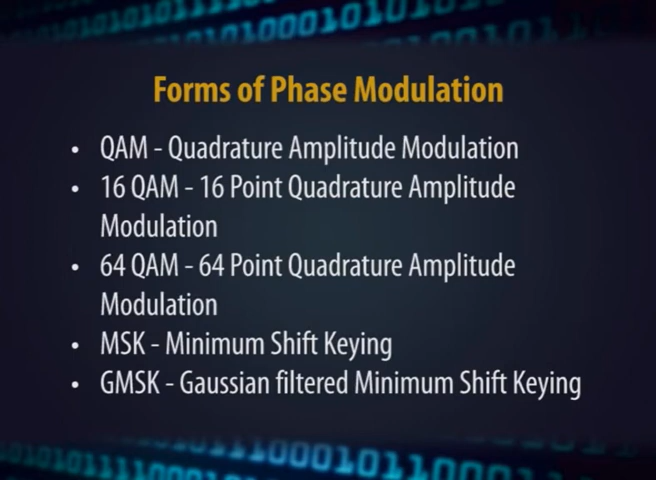 Forms of Phase Modulation
• QAM - Quadrature Amplitude Modulation
• 16 QAM - 16 Point Quadrature Amplitude
Modulation
• 64 QAM - 64 Point Quadrature Amplitude
Modulation
• MSK - Minimum Shift Keying
• GMSK - Gaussian filtered Minimum Shift Keying